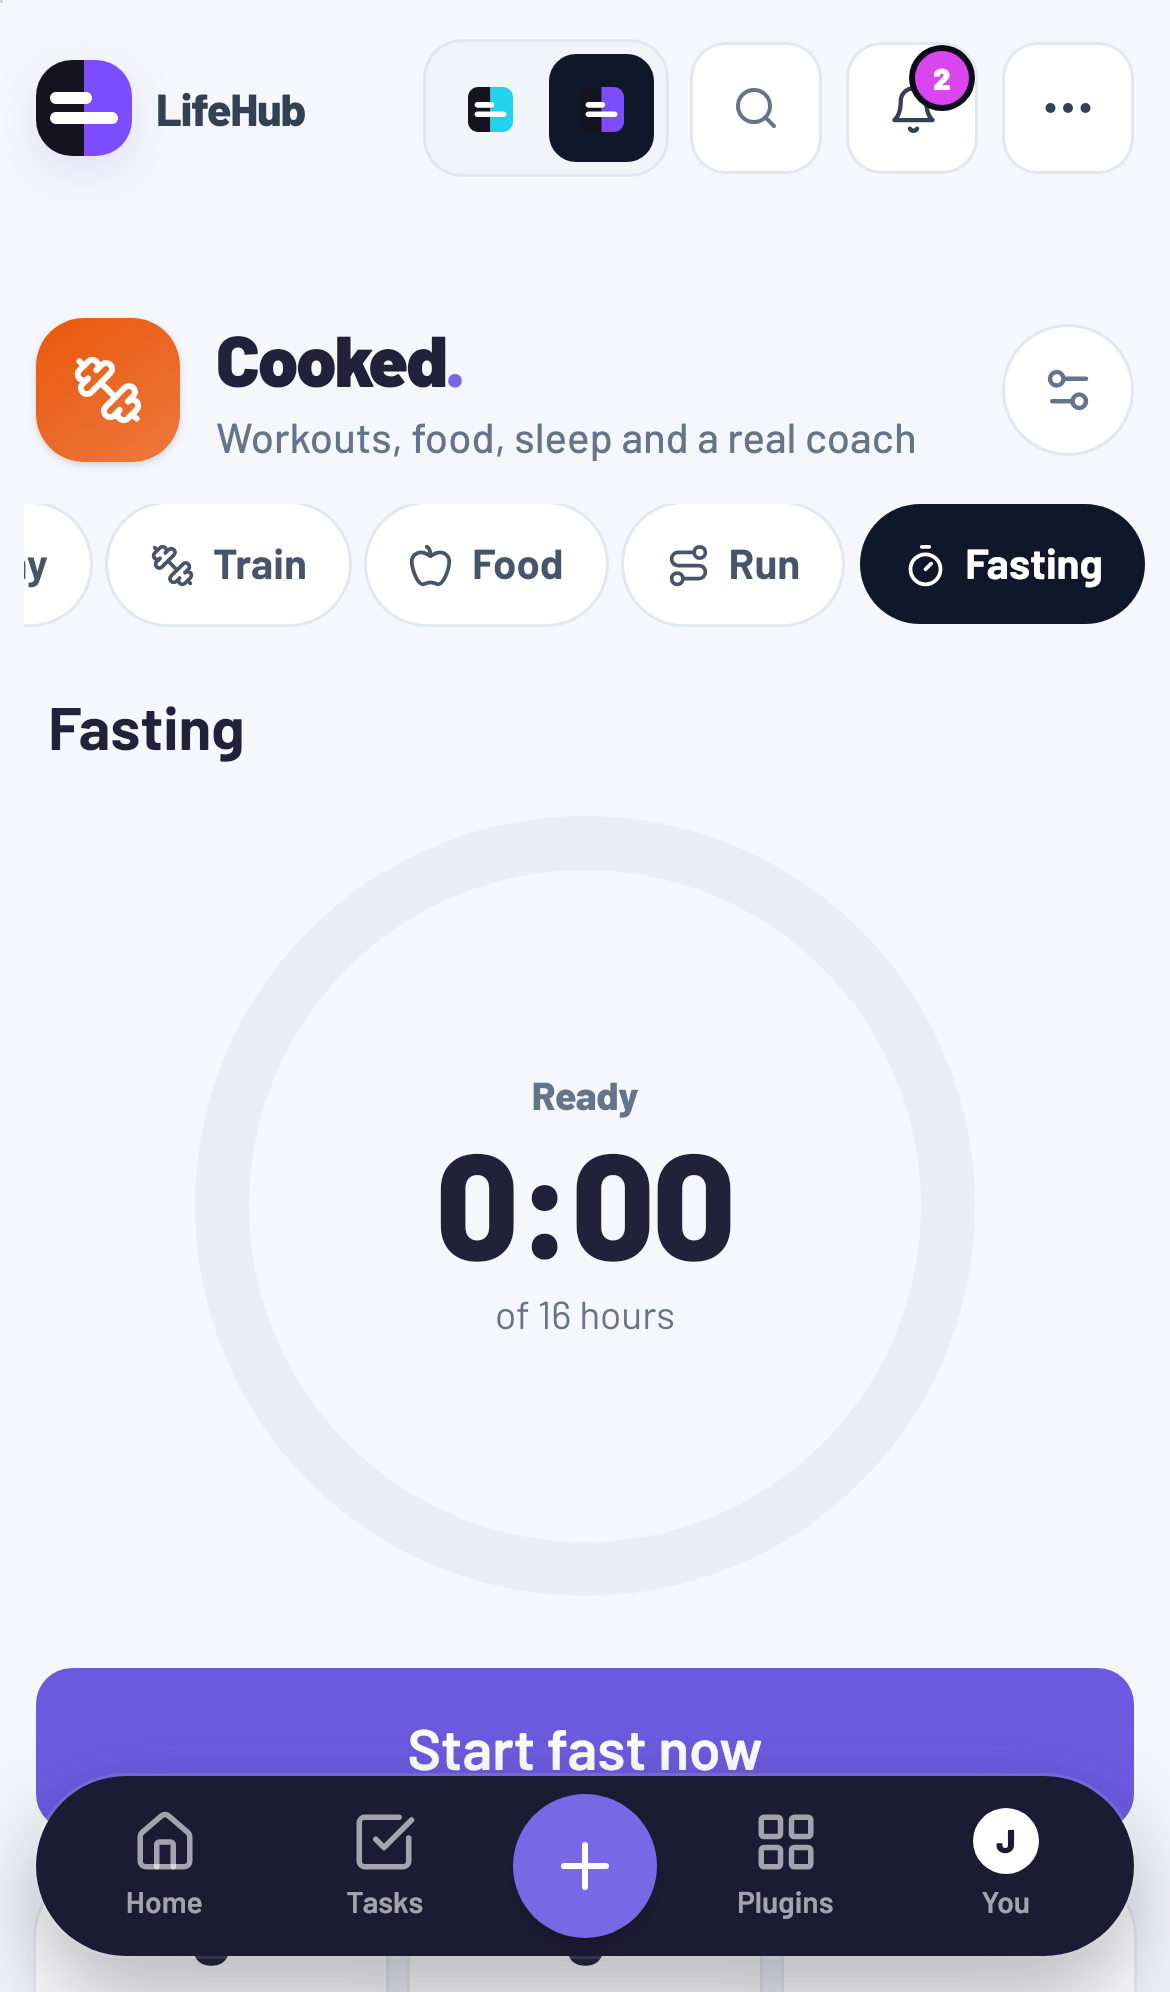 LifeHub
2
Cooked.
Workouts, food, sleep and a real coach
Train
Food
Run
Fasting
Fasting
Ready
0:00
of 16 hours
Start fast now
Home
Tasks
Plugins
J
You